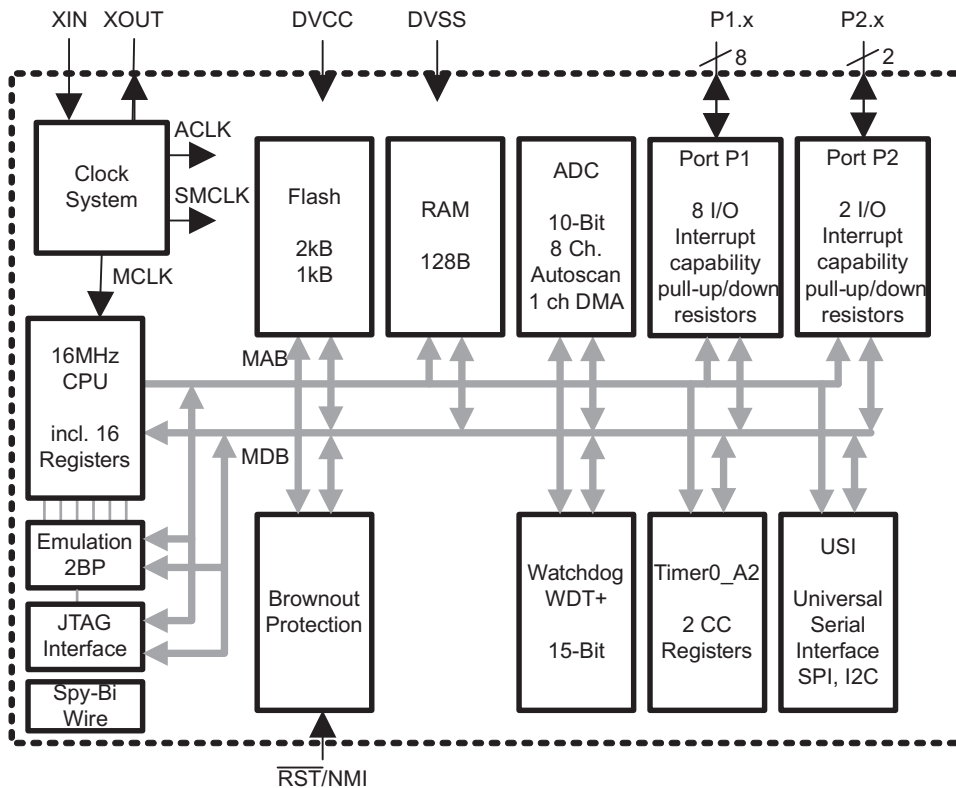 XIN XOUT DVCC DVSS P1.x P2.x
8 2
ACLK
SMCLK
MCLK
Clock
System
Flash
2kB
1kB
RAM
128B
ADC
10-Bit
8 Ch.
Autoscan
1 ch DMA
Port P1
8 I/O
Interrupt
capability
pull-up/down
resistors
Port P2
2 I/O
Interrupt
capability
pull-up/down
resistors
16MHz
CPU
incl. 16
Registers
MAB
MDB
Emulation
2BP
JTAG
Interface
Spy-Bi
Wire
Brownout
Protection
Watchdog
WDT+
15-Bit
Timer0_A2
2 CC
Registers
USI
Universal
Serial
Interface
SPI, I2C
RST/NMI